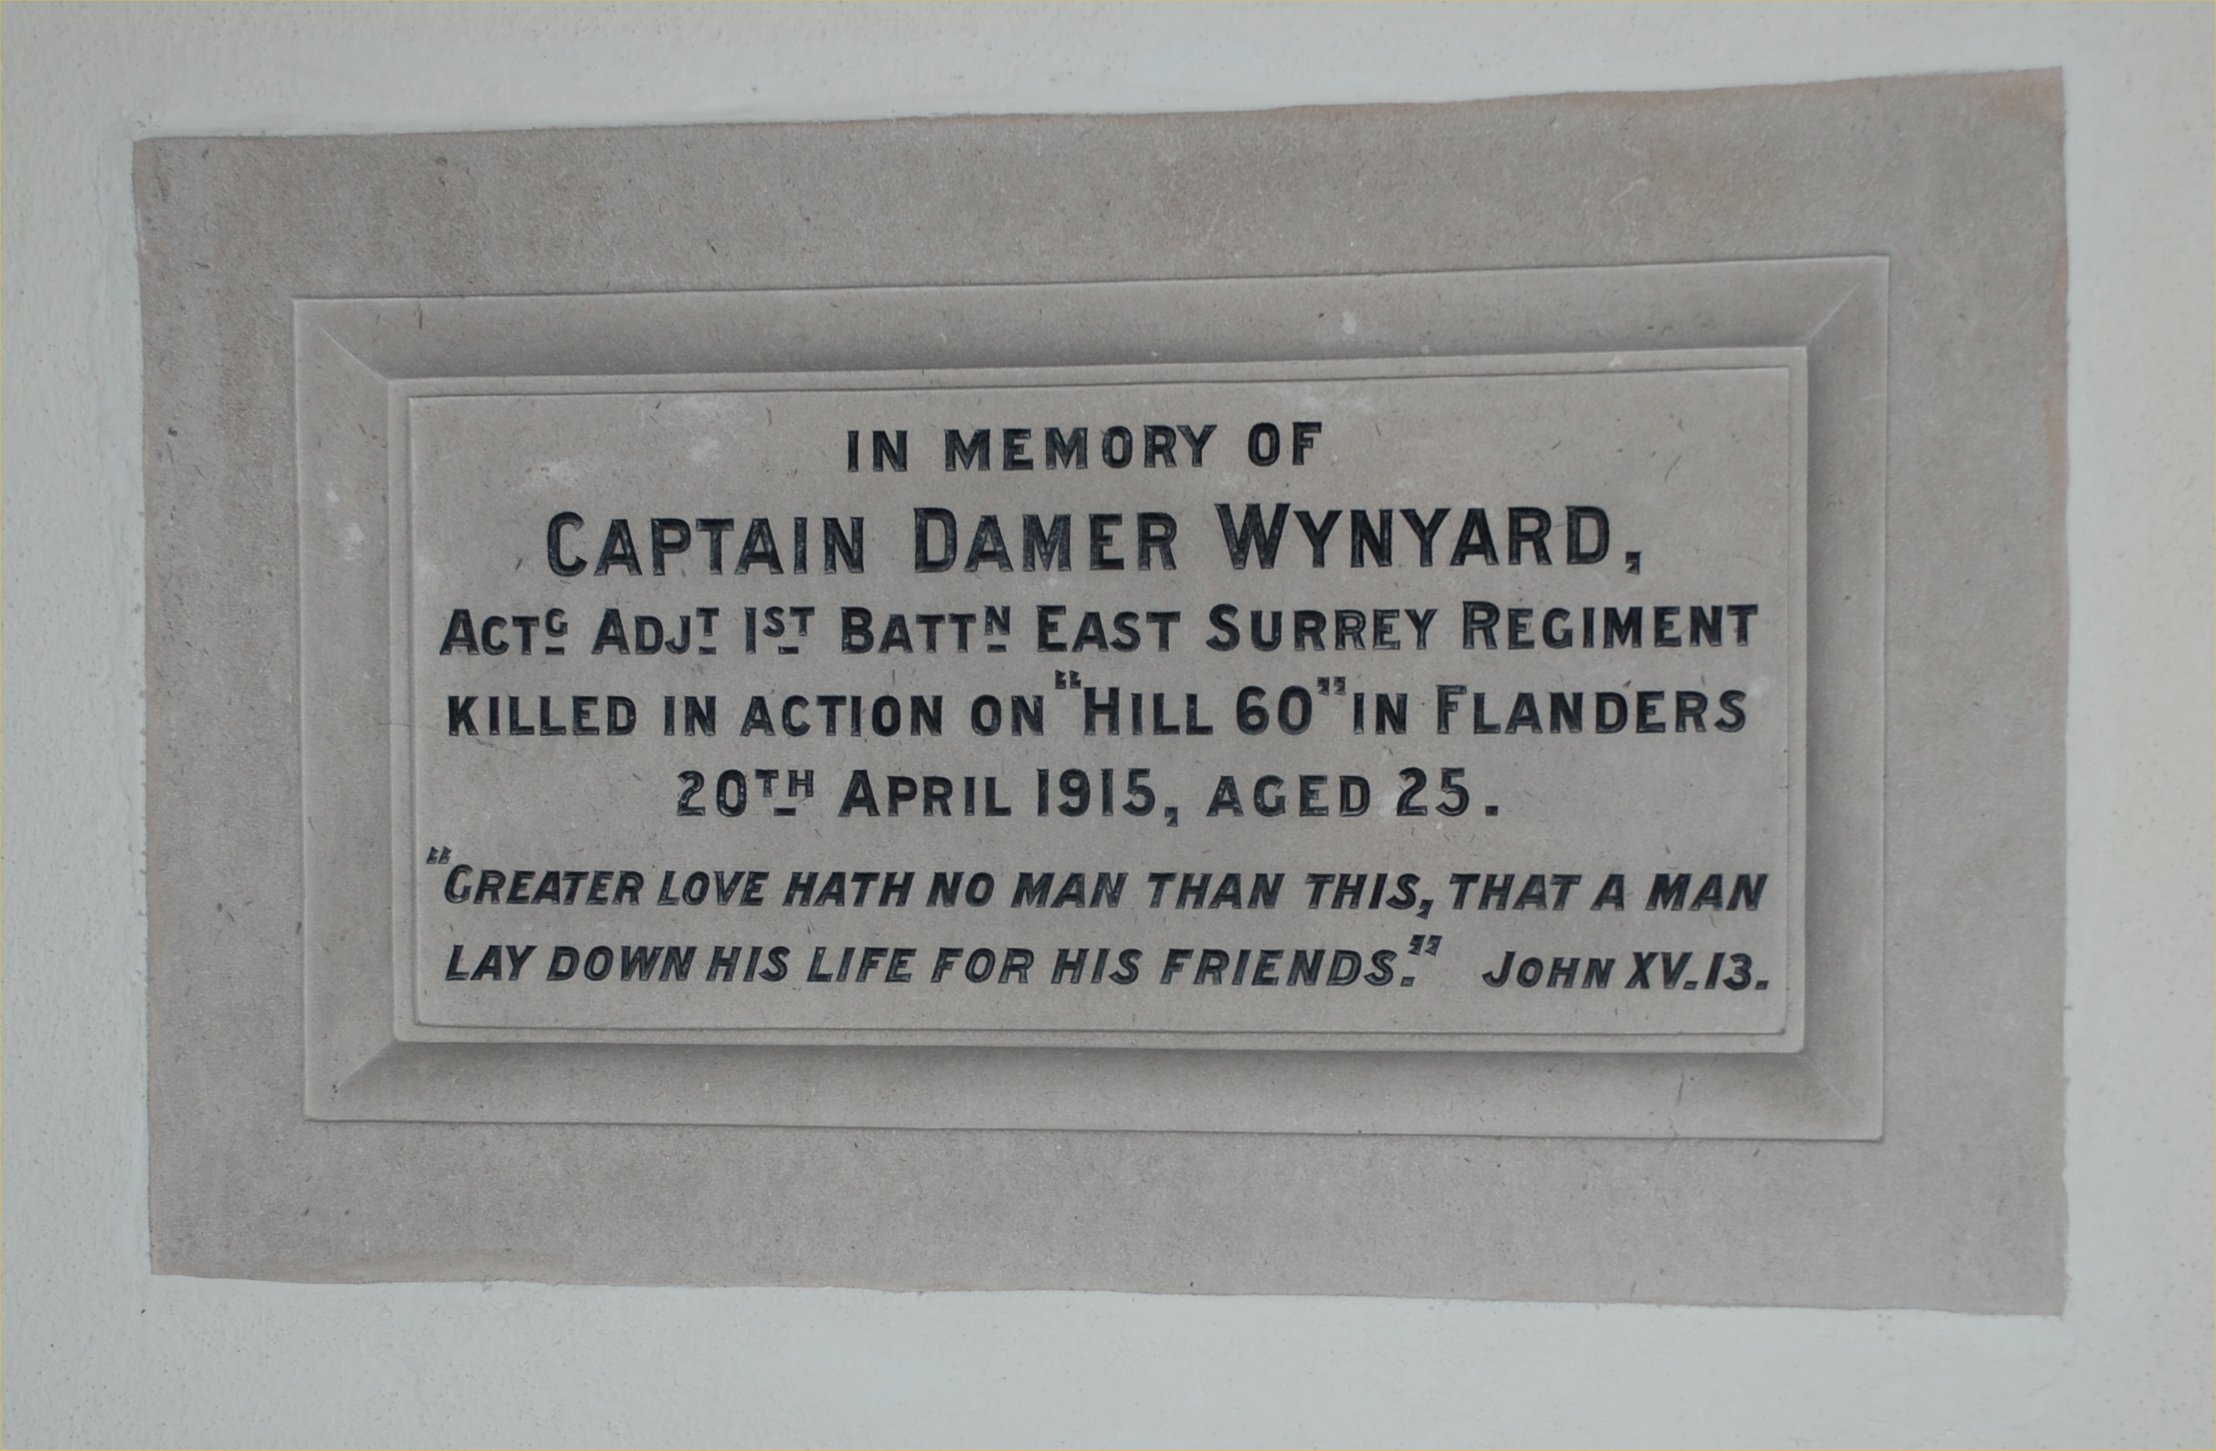 IN MEMORY OF
CAPTAIN DAMER WYNYARD,
ACTG ADJT 1ST BATTN EAST SURREY REGIMENT
KILLED IN ACTION ON "HILL 60" IN FLANDERS
20TH APRIL 1915, AGED 25.
"GREATER LOVE HATH NO MAN THAN THIS, THAT A MAN
LAY DOWN HIS LIFE FOR HIS FRIENDS." JOHN XV.13.